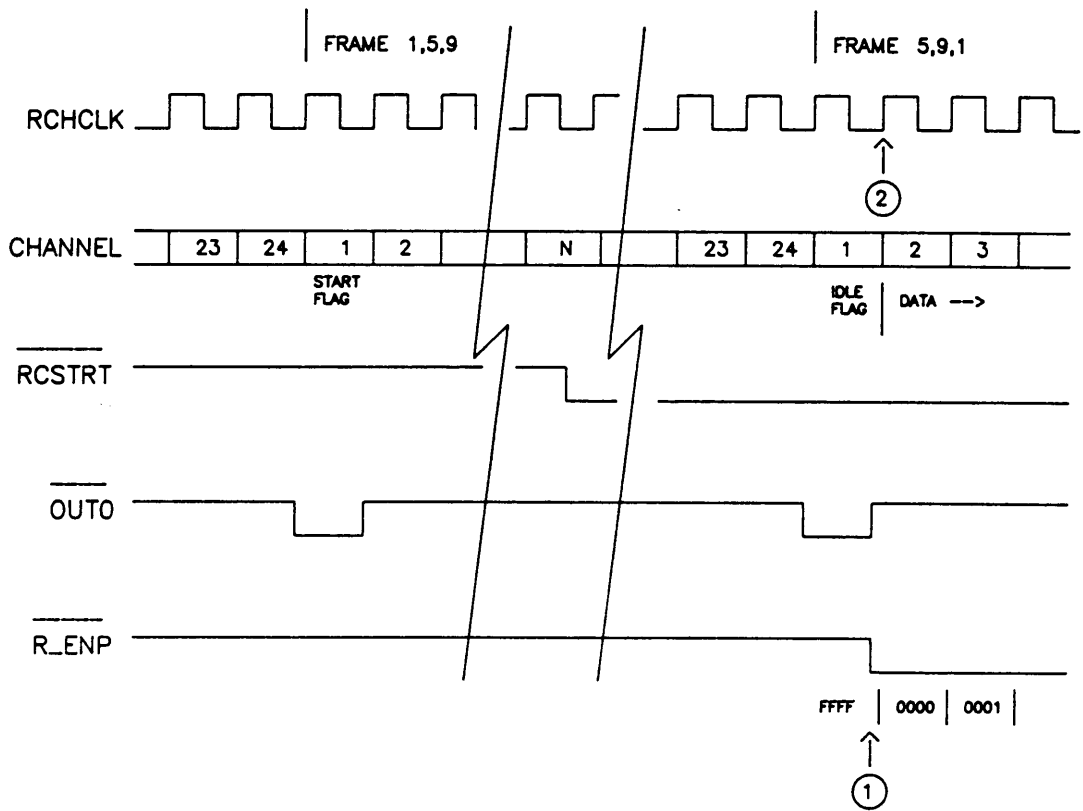 FRAME 1,5,9 FRAME 5,9,1
RCHCLK
2
CHANNEL 23 24 1 2 N 23 24 1 2 3
START FLAG IDLE FLAG DATA -->
RCSTRT
OUT0
R_ENP
FFFF 0000 0001
1